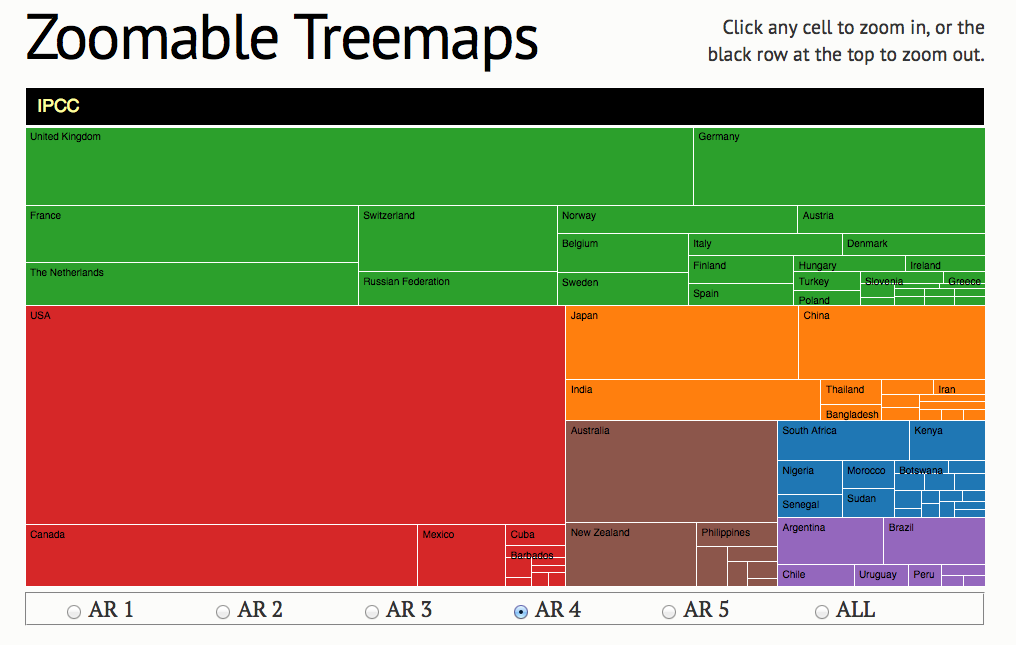 Zoomable Treemaps
Click any cell to zoom in, or the
black row at the top to zoom out.
IPCC
United Kingdom
Germany
France
Switzerland
Norway
Austria
Belgium
Italy
Denmark
The Netherlands
Finland
Hungary
Ireland
Russian Federation
Sweden
Turkey
Slovenia
Greece
Spain
Poland
USA
Japan
China
India
Thailand
Iran
Bangladesh
Australia
South Africa
Kenya
Nigeria
Morocco
Botswana
Senegal
Sudan
Canada
Mexico
Cuba
Barbados
New Zealand
Philippines
Argentina
Brazil
Chile
Uruguay
Peru
AR 1
AR 2
AR 3
AR 4
AR 5
ALL